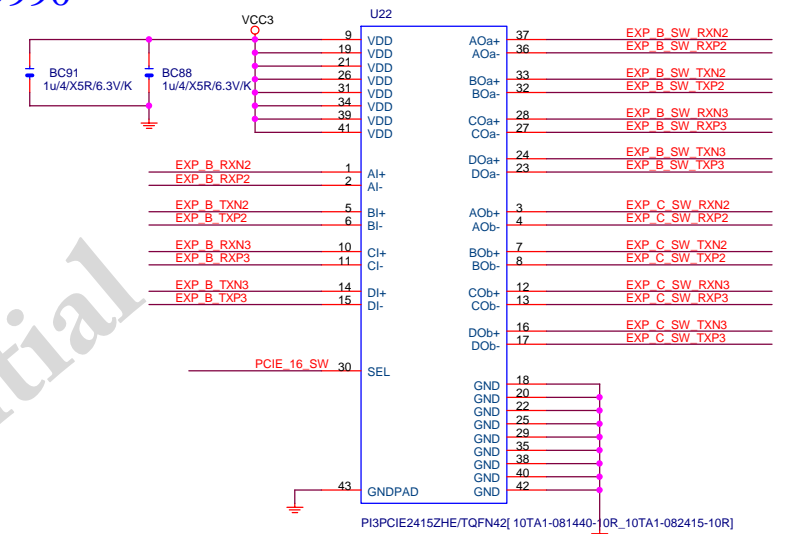 U22
VCC3
BC91
1u/4/X5R/6.3V/K
BC88
1u/4/X5R/6.3V/K
9 VDD
19 VDD
21 VDD
26 VDD
31 VDD
34 VDD
39 VDD
41 VDD
EXP_B_RXN2 1 AI+
EXP_B_RXP2 2 AI-
EXP_B_TXN2 5 BI+
EXP_B_TXP2 6 BI-
EXP_B_RXN3 10 CI+
EXP_B_RXP3 11 CI-
EXP_B_TXN3 14 DI+
EXP_B_TXP3 15 DI-
PCIE_16_SW 30 SEL
43 GNDPAD
AOa+ 37 EXP_B_SW_RXN2
AOa- 36 EXP_B_SW_RXP2
BOa+ 33 EXP_B_SW_TXN2
BOa- 32 EXP_B_SW_TXP2
COa+ 28 EXP_B_SW_RXN3
COa- 27 EXP_B_SW_RXP3
DOa+ 24 EXP_B_SW_TXN3
DOa- 23 EXP_B_SW_TXP3
AOb+ 3 EXP_C_SW_RXN2
AOb- 4 EXP_C_SW_RXP2
BOb+ 7 EXP_C_SW_TXN2
BOb- 8 EXP_C_SW_TXP2
COb+ 12 EXP_C_SW_RXN3
COb- 13 EXP_C_SW_RXP3
DOb+ 16 EXP_C_SW_TXN3
DOb- 17 EXP_C_SW_TXP3
GND 18
GND 20
GND 22
GND 25
GND 29
GND 35
GND 38
GND 40
GND 42
PI3PCIE2415ZHE/TQFN42[ 10TA1-081440-10R_10TA1-082415-10R]